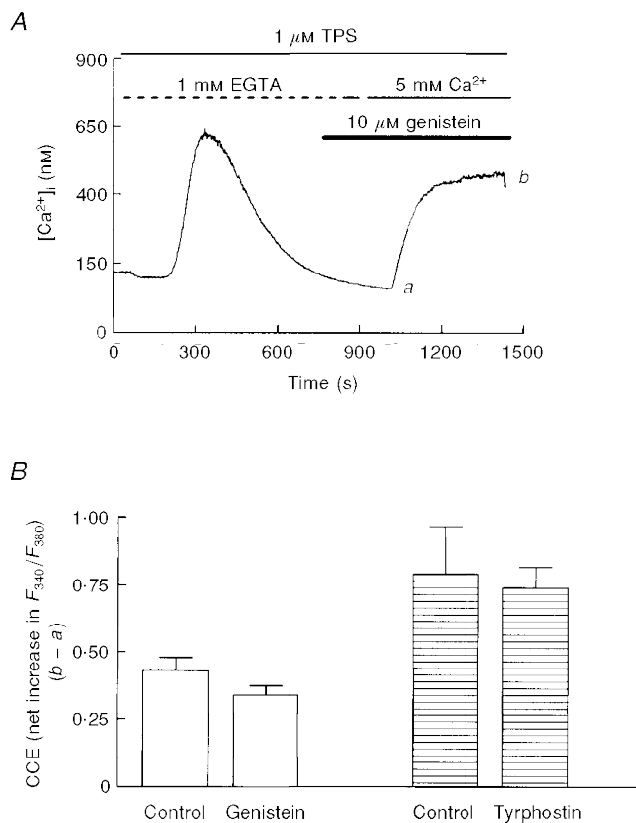 A
1 μM TPS
900
1 mM EGTA
5 mM Ca²⁺
650
10 μM genistein
[Ca²⁺]ᵢ (nM)
400
b
150
a
0
0 300 600 900 1200 1500
Time (s)
B
CCE (net increase in F₃₄₀/F₃₈₀)
(b – a)
1·00
0·75
0·50
0·25
0
Control Genistein Control Tyrphostin